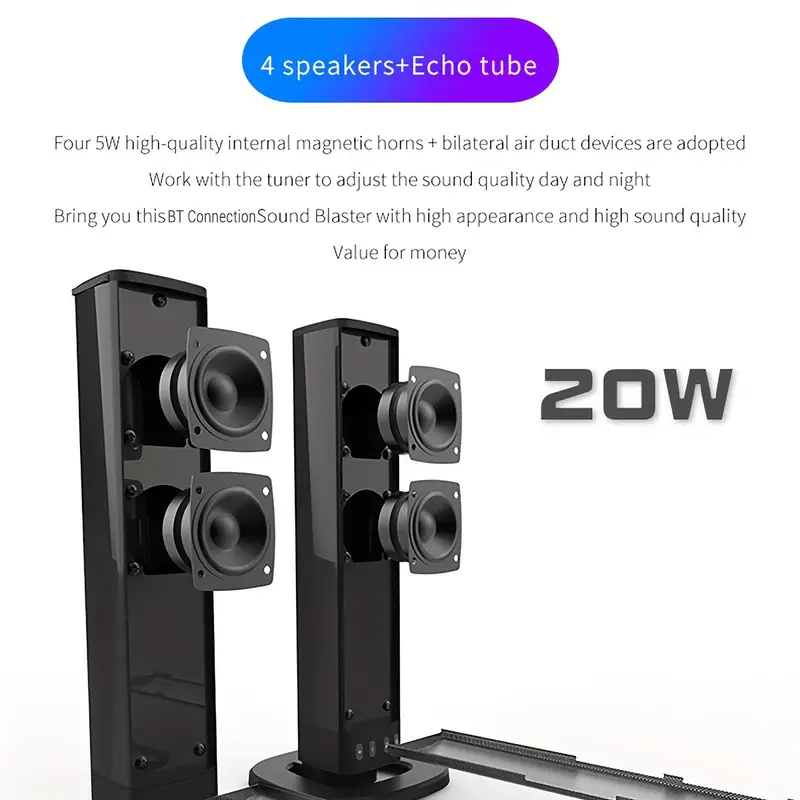 4 speakers+Echo tube
Four 5W high-quality internal magnetic horns + bilateral air duct devices are adopted
Work with the tuner to adjust the sound quality day and night
Bring you this BT Connection Sound Blaster with high appearance and high sound quality
Value for money
20W